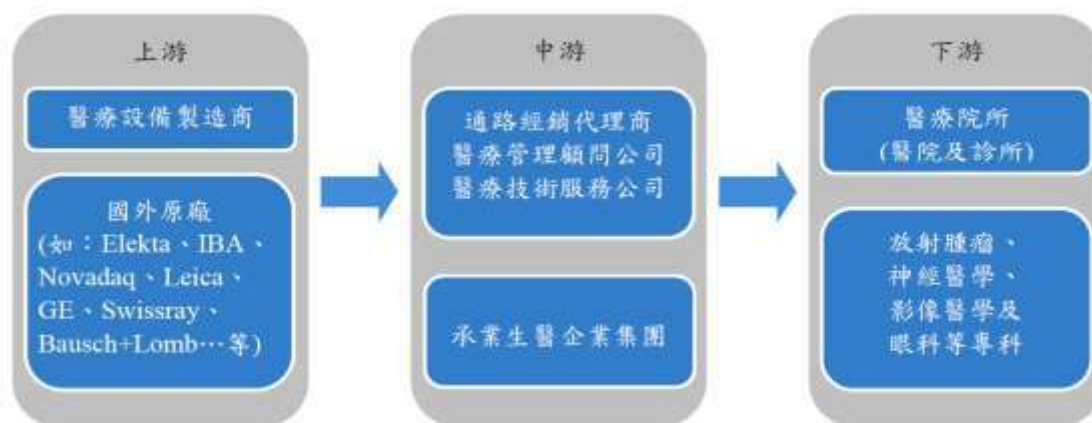 上游
醫療設備製造商
國外原廠
(如：Elekta、IBA、
Novadaq、Leica、
GE、Swissray、
Bausch+Lomb…等)
中游
通路經銷代理商
醫療管理顧問公司
醫療技術服務公司
承業生醫企業集團
下游
醫療院所
(醫院及診所)
放射腫瘤、
神經醫學、
影像醫學及
眼科等專科